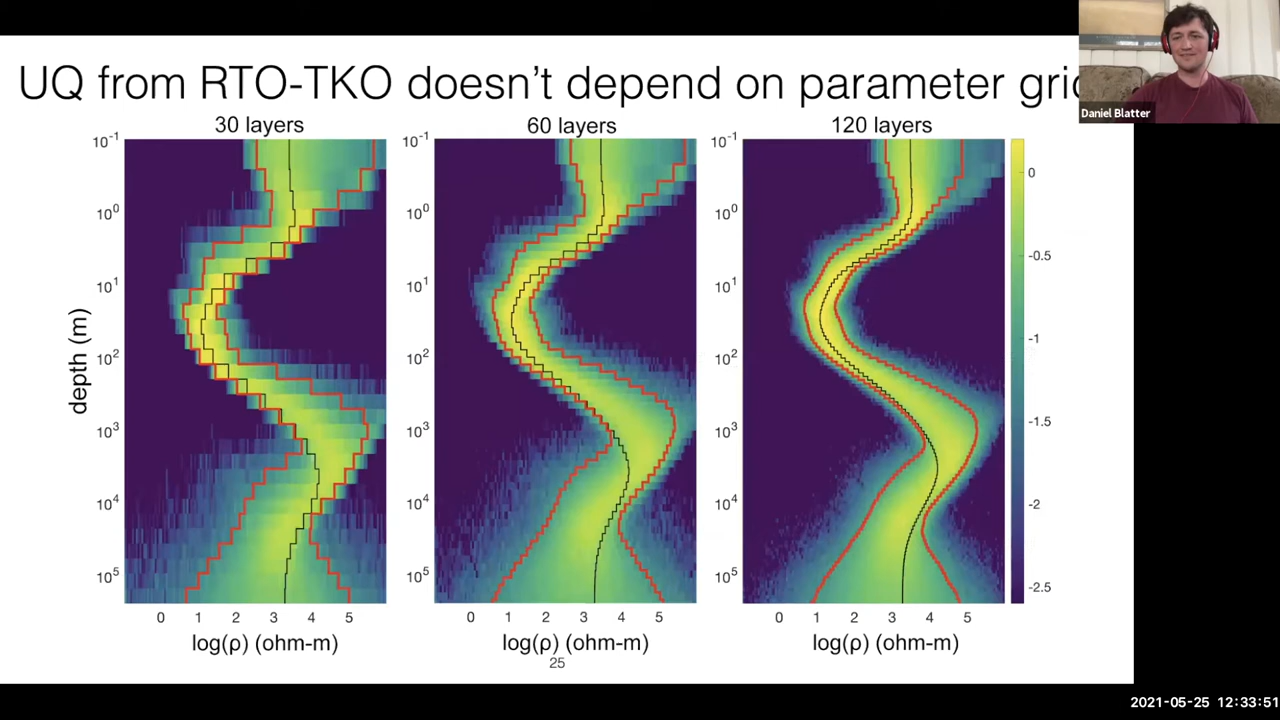 UQ from RTO-TKO doesn't depend on parameter gri
Daniel Blatter
30 layers
60 layers
120 layers
10^-1
10^0
10^1
10^2
10^3
10^4
10^5
depth (m)
0 1 2 3 4 5
log(ρ) (ohm-m)
10^-1
10^0
10^1
10^2
10^3
10^4
10^5
0 1 2 3 4 5
log(ρ) (ohm-m)
10^-1
10^0
10^1
10^2
10^3
10^4
10^5
0 1 2 3 4 5
log(ρ) (ohm-m)
0
-0.5
-1
-1.5
-2
-2.5
25
2021-05-25 12:33:51